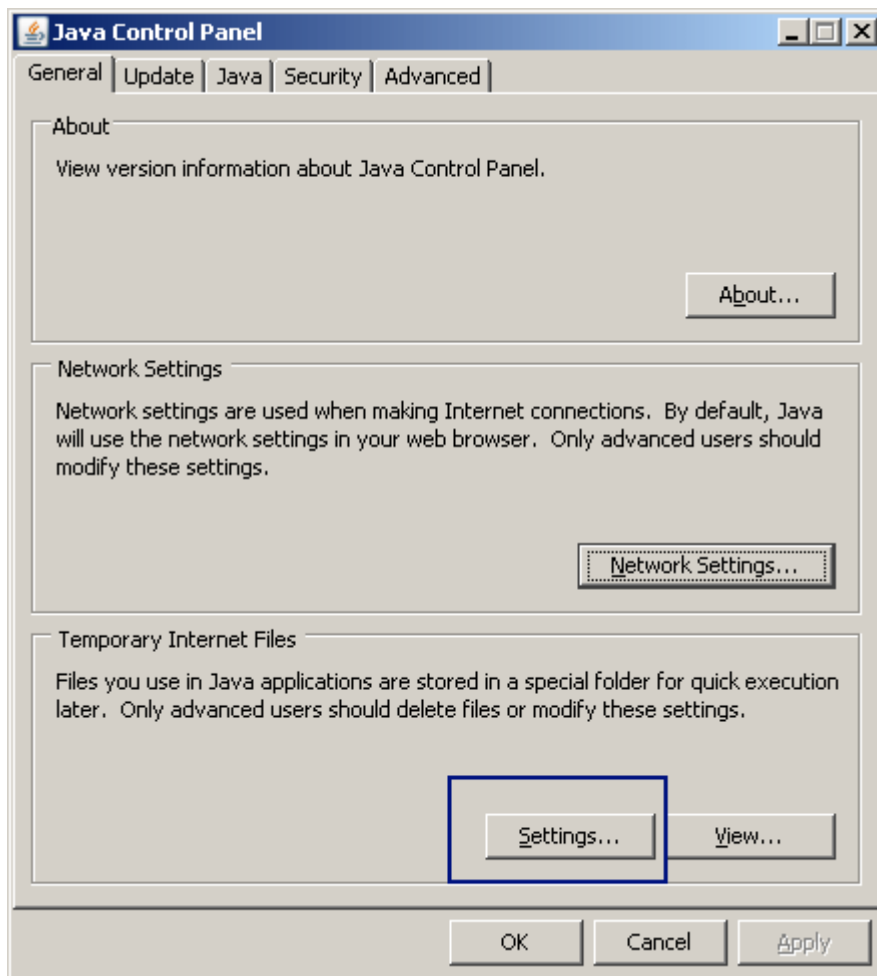 Java Control Panel
General Update Java Security Advanced
About
View version information about Java Control Panel.
About...
Network Settings
Network settings are used when making Internet connections.  By default, Java
will use the network settings in your web browser.  Only advanced users should
modify these settings.
Network Settings...
Temporary Internet Files
Files you use in Java applications are stored in a special folder for quick execution
later.  Only advanced users should delete files or modify these settings.
Settings... View...
OK Cancel Apply